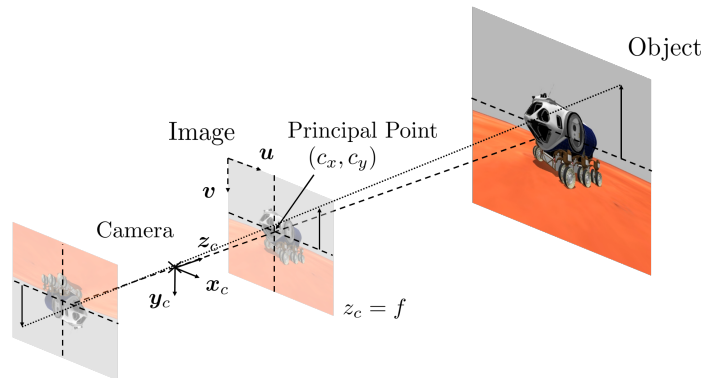 Object
Image
Principal Point
(c_x, c_y)
u
v
Camera
z_c
x_c
y_c
z_c = f